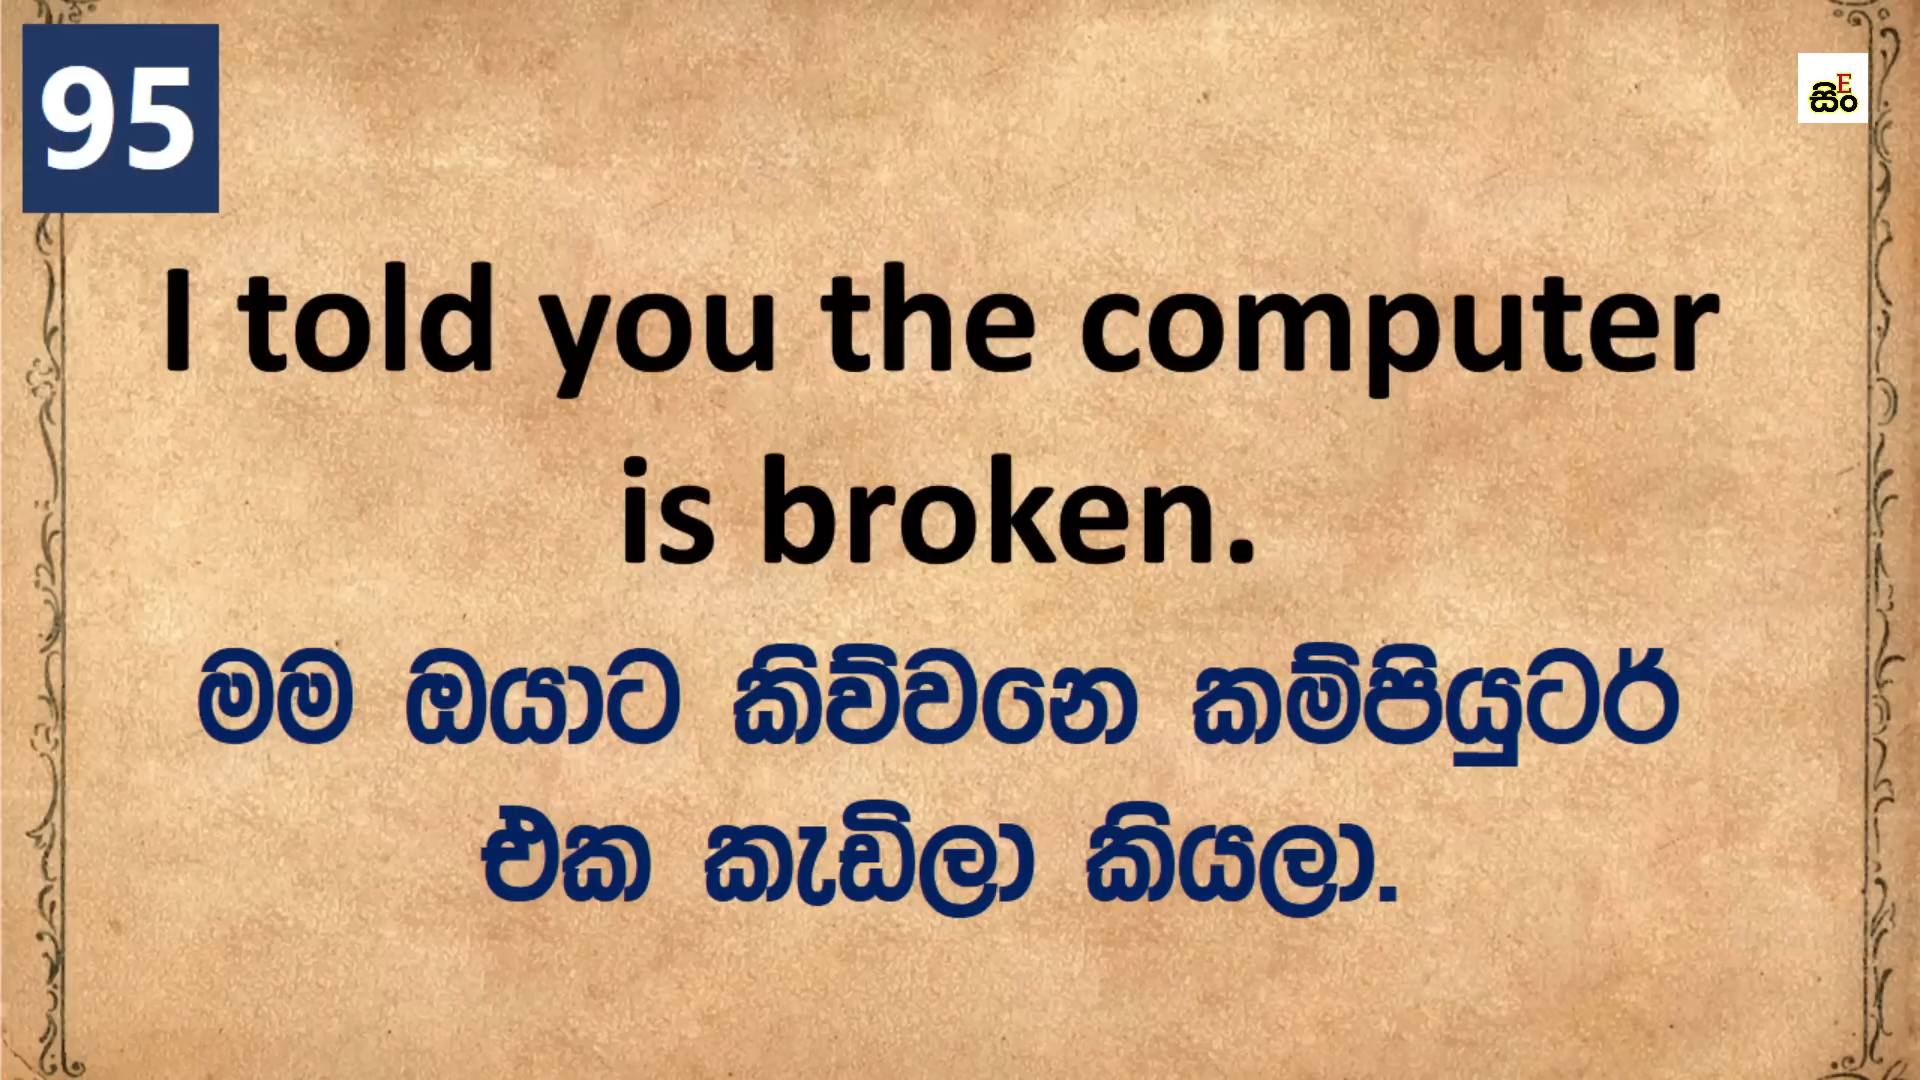 95
සිංE
I told you the computer
is broken.
මම ඔයාට කිව්වනෙ කම්පියුටර්
එක කැඩිලා කියලා.